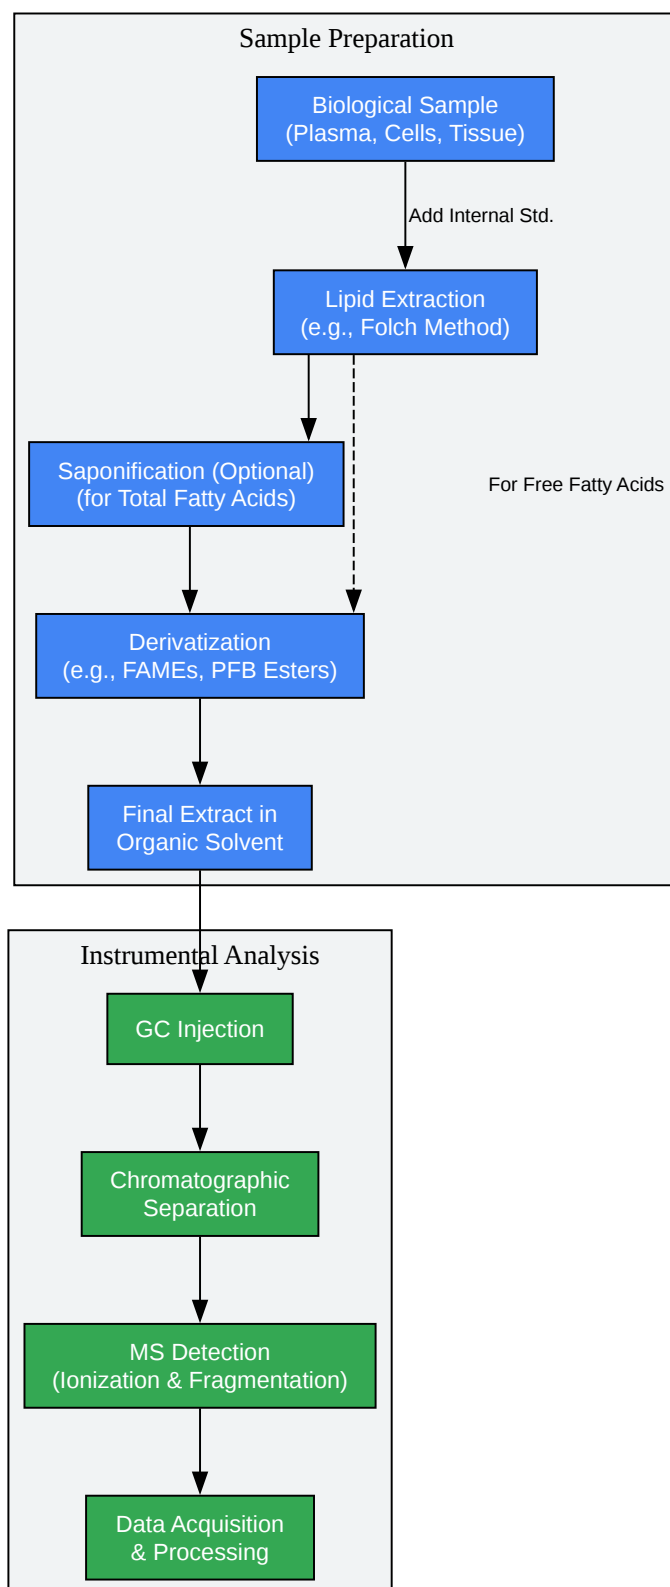 Sample Preparation
Biological Sample
(Plasma, Cells, Tissue)
Add Internal Std.
Lipid Extraction
(e.g., Folch Method)
Saponification (Optional)
(for Total Fatty Acids)
For Free Fatty Acids
Derivatization
(e.g., FAMEs, PFB Esters)
Final Extract in
Organic Solvent
Instrumental Analysis
GC Injection
Chromatographic
Separation
MS Detection
(Ionization & Fragmentation)
Data Acquisition
& Processing